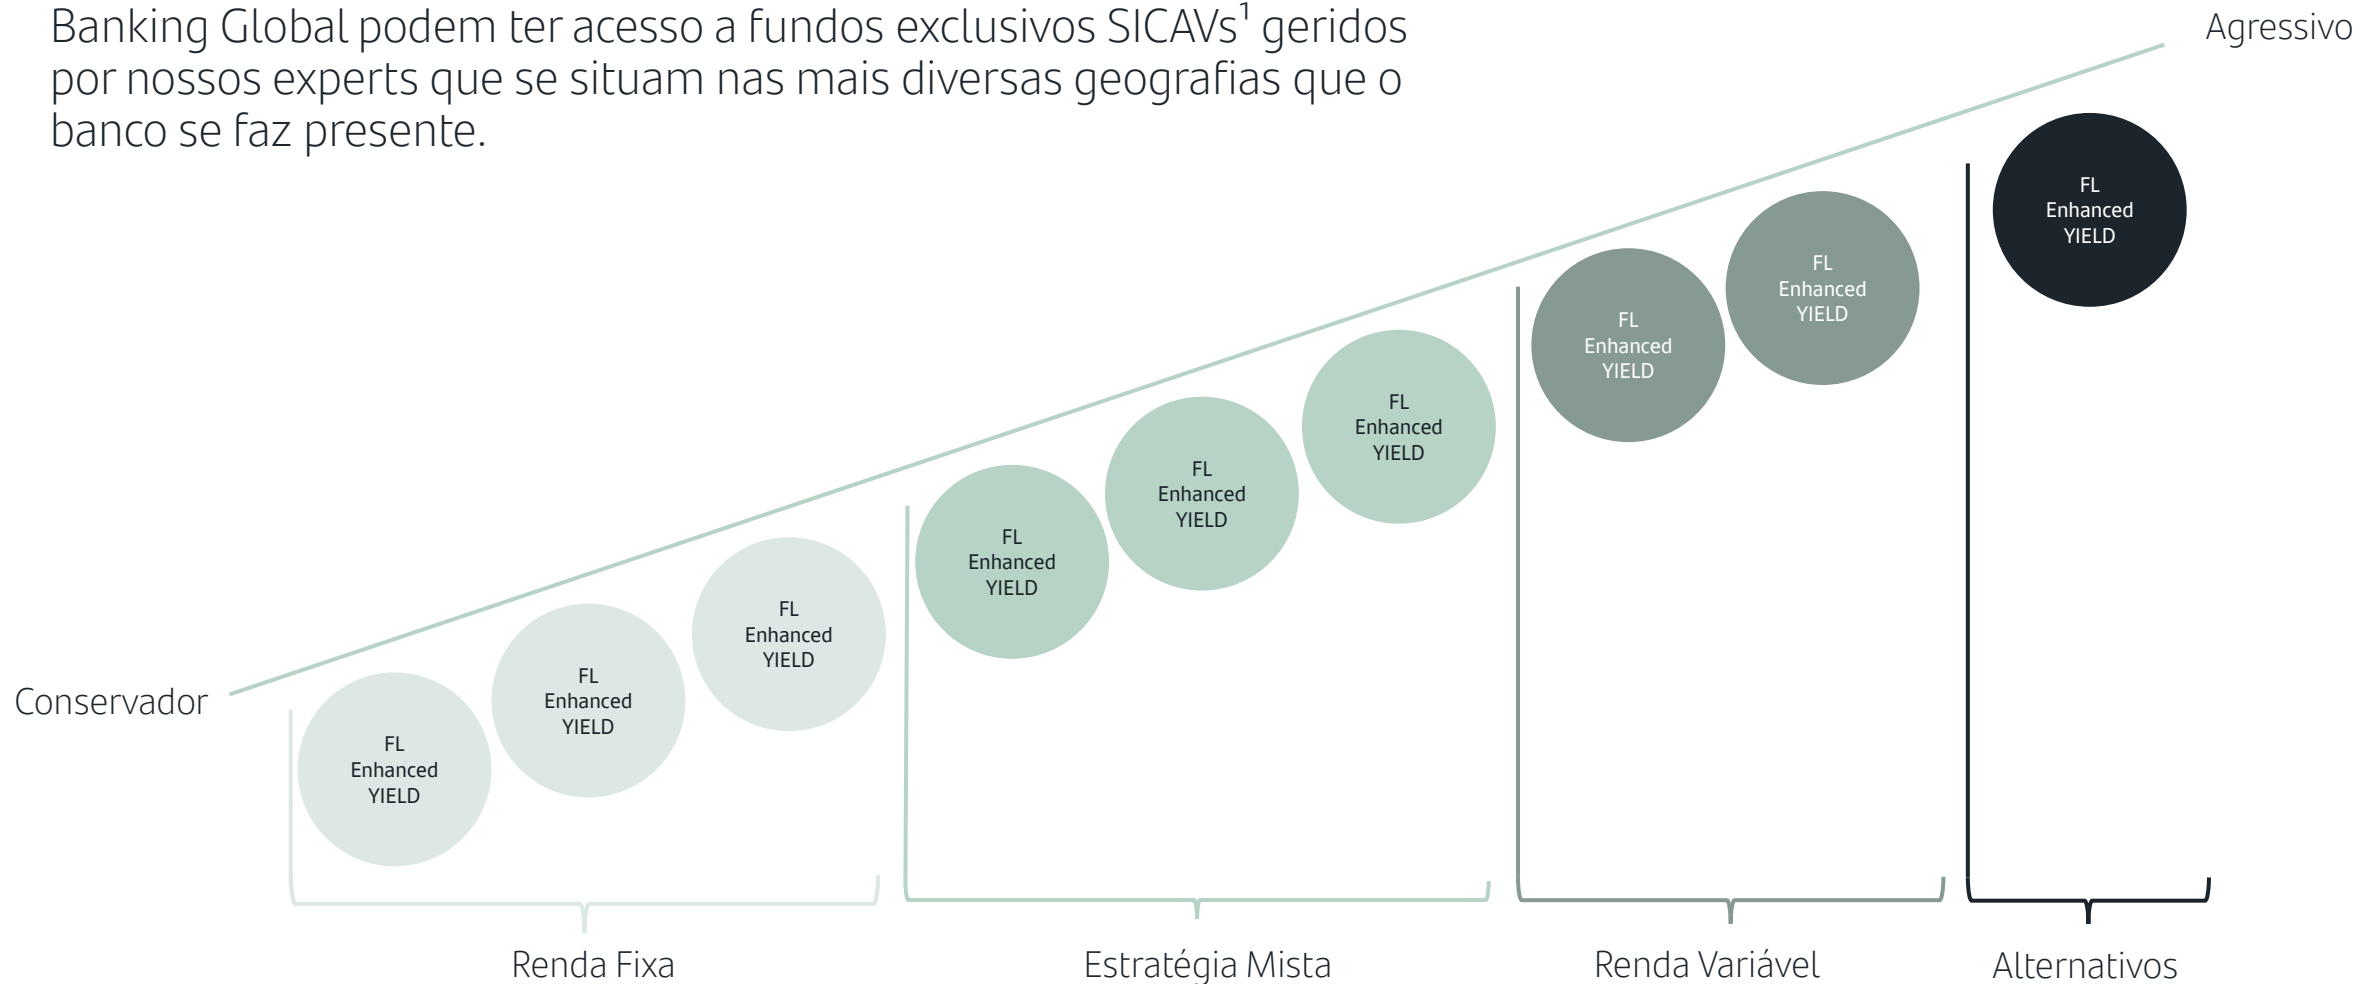 Banking Global podem ter acesso a fundos exclusivos SICAVs¹ geridos
por nossos experts que se situam nas mais diversas geografias que o
banco se faz presente.
Agressivo
FL
Enhanced
YIELD
FL
Enhanced
YIELD
FL
Enhanced
YIELD
FL
Enhanced
YIELD
FL
Enhanced
YIELD
FL
Enhanced
YIELD
FL
Enhanced
YIELD
FL
Enhanced
YIELD
Conservador
FL
Enhanced
YIELD
Renda Fixa
Estratégia Mista
Renda Variável
Alternativos